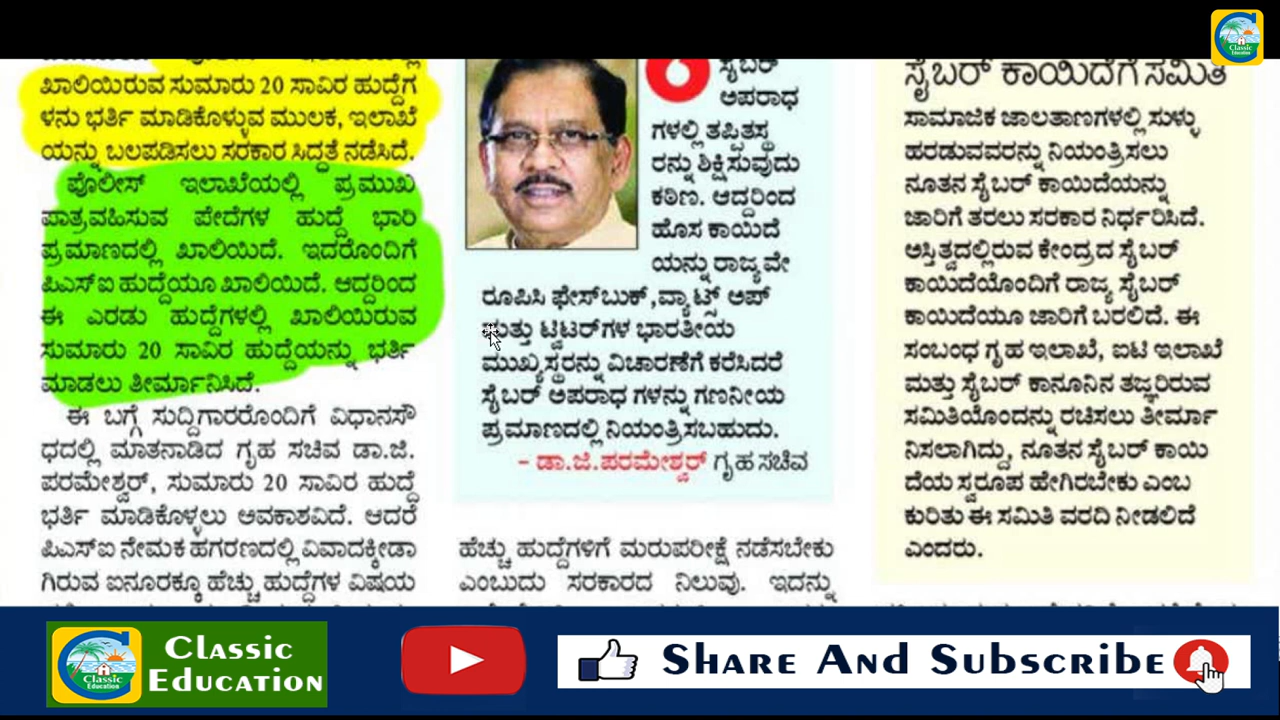 ಖಾಲಿಯಿರುವ ಸುಮಾರು 20 ಸಾವಿರ ಹುದ್ದೆಗ
ಳನು ಭರ್ತಿ ಮಾಡಿಕೊಳ್ಳುವ ಮುಲಕ, ಇಲಾಖೆ
ಯನ್ನು ಬಲಪಡಿಸಲು ಸರಕಾರ ಸಿದ್ಧತೆ ನಡೆಸಿದೆ.
ಪೊಲೀಸ್ ಇಲಾಖೆಯಲ್ಲಿ ಪ್ರಮುಖ
ಪಾತ್ರವಹಿಸುವ ಪೇದೆಗಳ ಹುದ್ದೆ ಭಾರಿ
ಪ್ರಮಾಣದಲ್ಲಿ ಖಾಲಿಯಿದೆ. ಇದರೊಂದಿಗೆ
ಪಿಎಸ್ಐ ಹುದ್ದೆಯೂ ಖಾಲಿಯಿದೆ. ಆದ್ದರಿಂದ
ಈ ಎರಡು ಹುದ್ದೆಗಳಲ್ಲಿ ಖಾಲಿಯಿರುವ
ಸುಮಾರು 20 ಸಾವಿರ ಹುದ್ದೆಯನ್ನು ಭರ್ತಿ
ಮಾಡಲು ತೀರ್ಮಾನಿಸಿದೆ.
ಈ ಬಗ್ಗೆ ಸುದ್ದಿಗಾರರೊಂದಿಗೆ ವಿಧಾನಸೌ
ಧದಲ್ಲಿ ಮಾತನಾಡಿದ ಗೃಹ ಸಚಿವ ಡಾ.ಜಿ.
ಪರಮೇಶ್ವರ್, ಸುಮಾರು 20 ಸಾವಿರ ಹುದ್ದೆ
ಭರ್ತಿ ಮಾಡಿಕೊಳ್ಳಲು ಅವಕಾಶವಿದೆ. ಆದರೆ
ಪಿಎಸ್ಐ ನೇಮಕ ಹಗರಣದಲ್ಲಿ ವಿವಾದಕ್ಕೀಡಾ
ಗಿರುವ ಐನೂರಕ್ಕೂ ಹೆಚ್ಚು ಹುದ್ದೆಗಳ ವಿಷಯ
ಸೈಬರ್
ಅಪರಾಧ
ಗಳಲ್ಲಿ ತಪ್ಪಿತಸ್ಥ
ರನ್ನು ಶಿಕ್ಷಿಸುವುದು
ಕಠಿಣ. ಆದ್ದರಿಂದ
ಹೊಸ ಕಾಯಿದೆ
ಯನ್ನು ರಾಜ್ಯವೇ
ರೂಪಿಸಿ ಫೇಸ್‌ಬುಕ್,ವ್ಯಾಟ್ಸ್ ಅಪ್
ಮತ್ತು ಟ್ವಿಟರ್‌ಗಳ ಭಾರತೀಯ
ಮುಖ್ಯಸ್ಥರನ್ನು ವಿಚಾರಣೆಗೆ ಕರೆಸಿದರೆ
ಸೈಬರ್ ಅಪರಾಧ ಗಳನ್ನು ಗಣನೀಯ
ಪ್ರಮಾಣದಲ್ಲಿ ನಿಯಂತ್ರಿಸಬಹುದು.
– ಡಾ.ಜಿ.ಪರಮೇಶ್ವರ್ ಗೃಹ ಸಚಿವ
ಹೆಚ್ಚು ಹುದ್ದೆಗಳಿಗೆ ಮರುಪರೀಕ್ಷೆ ನಡೆಸಬೇಕು
ಎಂಬುದು ಸರಕಾರದ ನಿಲುವು. ಇದನ್ನು
ಸೈಬರ್ ಕಾಯಿದೆಗೆ ಸಮಿತಿ
ಸಾಮಾಜಿಕ ಜಾಲತಾಣಗಳಲ್ಲಿ ಸುಳ್ಳು
ಹರಡುವವರನ್ನು ನಿಯಂತ್ರಿಸಲು
ನೂತನ ಸೈಬರ್ ಕಾಯಿದೆಯನ್ನು
ಜಾರಿಗೆ ತರಲು ಸರಕಾರ ನಿರ್ಧರಿಸಿದೆ.
ಅಸ್ತಿತ್ವದಲ್ಲಿರುವ ಕೇಂದ್ರದ ಸೈಬರ್
ಕಾಯಿದೆಯೊಂದಿಗೆ ರಾಜ್ಯ ಸೈಬರ್
ಕಾಯಿದೆಯೂ ಜಾರಿಗೆ ಬರಲಿದೆ. ಈ
ಸಂಬಂಧ ಗೃಹ ಇಲಾಖೆ, ಐಟಿ ಇಲಾಖೆ
ಮತ್ತು ಸೈಬರ್ ಕಾನೂನಿನ ತಜ್ಞರಿರುವ
ಸಮಿತಿಯೊಂದನ್ನು ರಚಿಸಲು ತೀರ್ಮಾ
ನಿಸಲಾಗಿದ್ದು, ನೂತನ ಸೈಬರ್ ಕಾಯಿ
ದೆಯ ಸ್ವರೂಪ ಹೇಗಿರಬೇಕು ಎಂಬ
ಕುರಿತು ಈ ಸಮಿತಿ ವರದಿ ನೀಡಲಿದೆ
ಎಂದರು.
Classic
Education
Classic
Education
Classic
Education
Share And Subscribe